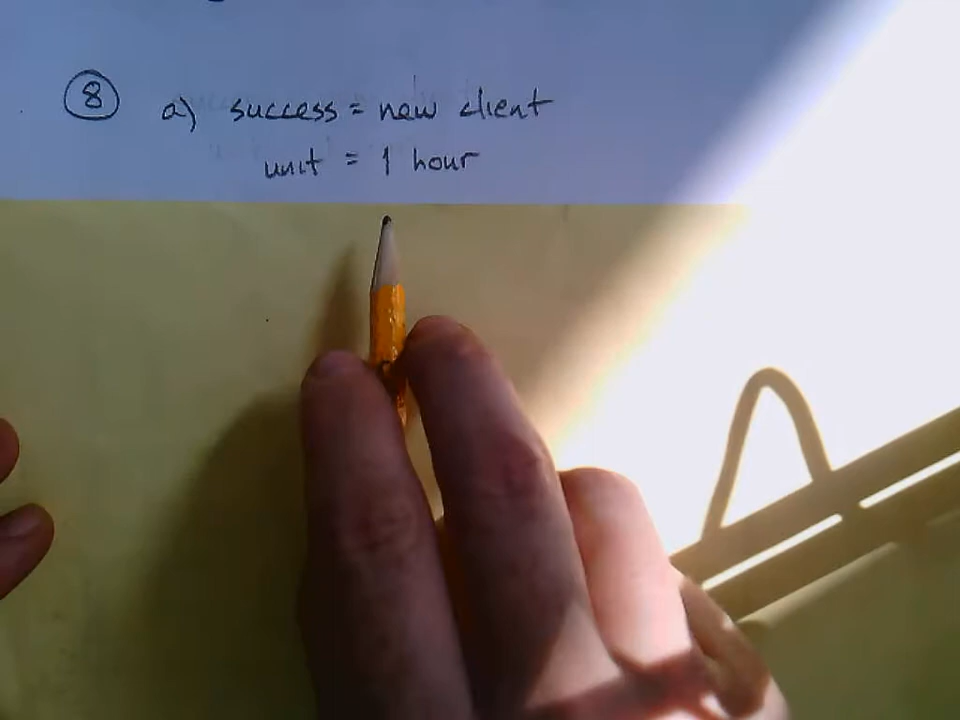 8 a) success = new client
unit = 1 hour